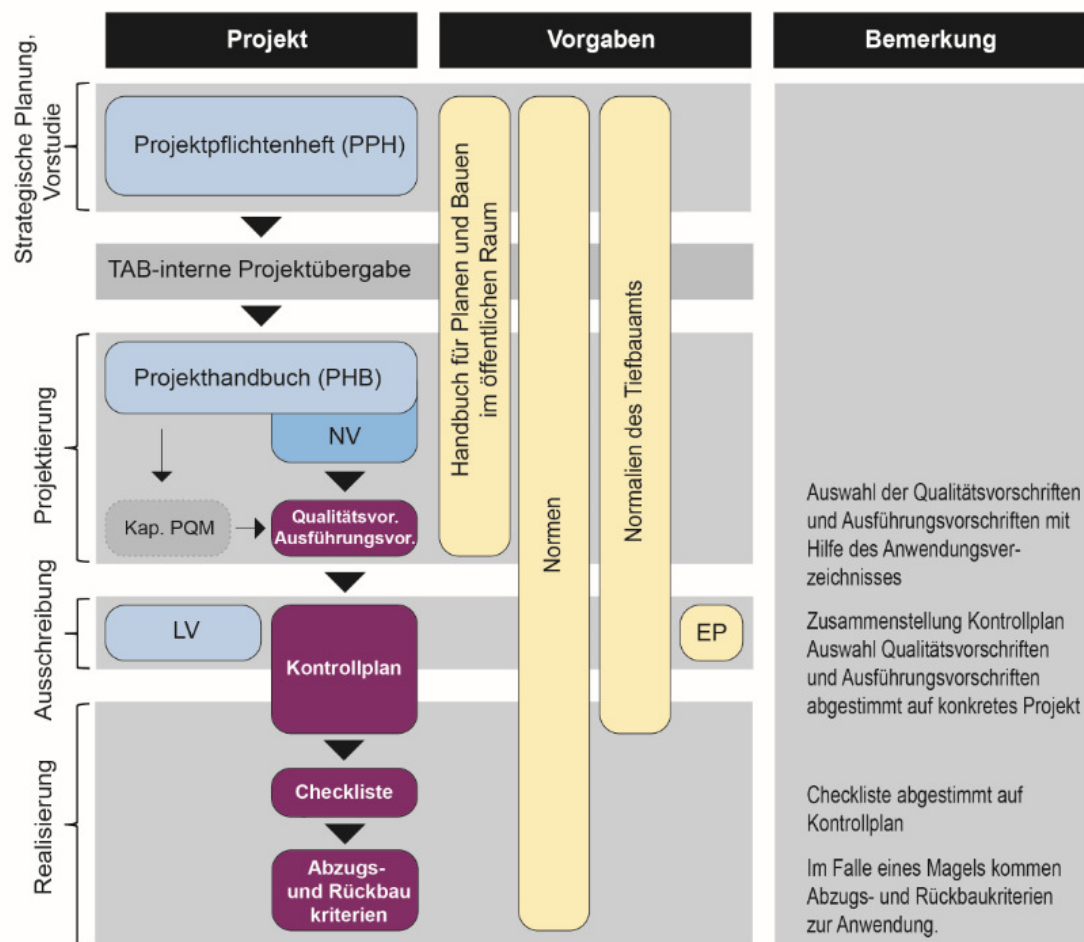 Projekt
Vorgaben
Bemerkung
Strategische Planung,
Vorstudie
Projektpflichtenheft (PPH)
TAB-interne Projektübergabe
Projektierung
Projekthandbuch (PHB)
NV
Kap. PQM
Qualitätsvor.
Ausführungsvor.
Ausschreibung
LV
Kontrollplan
Realisierung
Checkliste
Abzugs-
und Rückbau
kriterien
Handbuch für Planen und Bauen
im öffentlichen Raum
Normen
Normalien des Tiefbauamts
EP
Auswahl der Qualitätsvorschriften
und Ausführungsvorschriften mit
Hilfe des Anwendungsver-
zeichnisses
Zusammenstellung Kontrollplan
Auswahl Qualitätsvorschriften
und Ausführungsvorschriften
abgestimmt auf konkretes Projekt
Checkliste abgestimmt auf
Kontrollplan
Im Falle eines Magels kommen
Abzugs- und Rückbaukriterien
zur Anwendung.